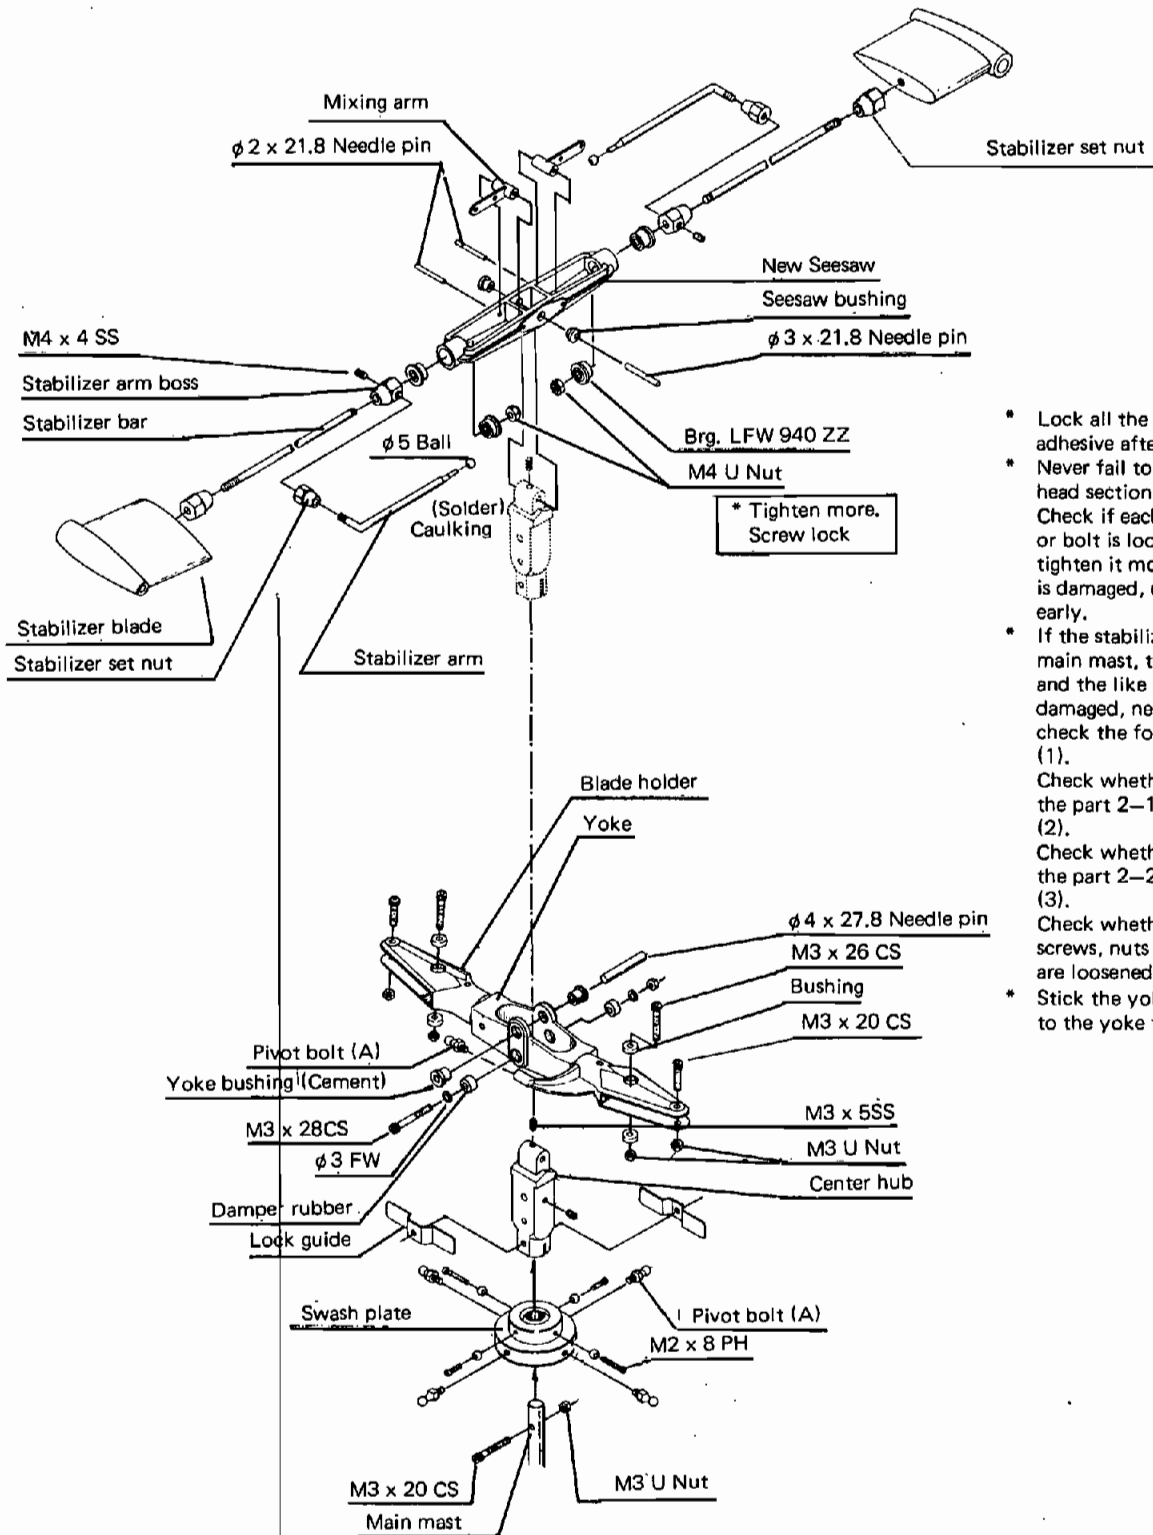 Mixing arm
φ2 x 21.8 Needle pin
Stabilizer set nut
New Seesaw
Seesaw bushing
φ3 x 21.8 Needle pin
M4 x 4 SS
Stabilizer arm boss
Stabilizer bar
φ5 Ball
Brg. LFW 940 ZZ
M4 U Nut
(Solder)
Caulking
* Tighten more.
Screw lock
Stabilizer blade
Stabilizer set nut
Stabilizer arm
* Lock all the
adhesive afte
* Never fail to
head section
Check if each
or bolt is loo
tighten it mo
is damaged,
early.
* If the stabiliz
main mast, t
and the like
damaged, ne
check the fo
(1).
Check wheth
the part 2–1
(2).
Check wheth
the part 2–2
(3).
Check wheth
screws, nuts
are loosened
* Stick the yol
to the yoke
Blade holder
Yoke
φ4 x 27.8 Needle pin
M3 x 26 CS
Bushing
M3 x 20 CS
Pivot bolt (A)
Yoke bushing (Cement)
M3 x 28CS
φ3 FW
Damper rubber
Lock guide
M3 x 5SS
M3 U Nut
Center hub
Swash plate
Pivot bolt (A)
M2 x 8 PH
M3 x 20 CS
Main mast
M3 U Nut